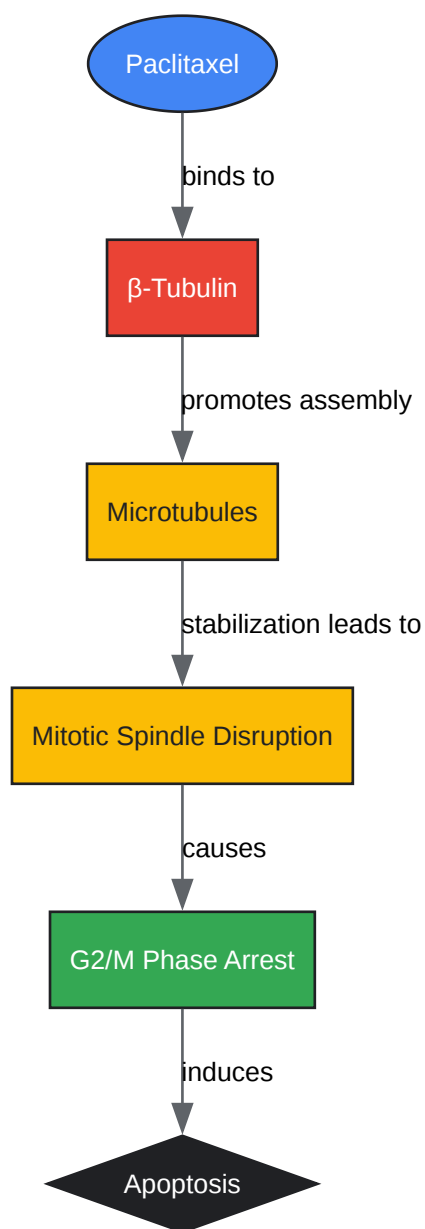 Paclitaxel
binds to
β-Tubulin
promotes assembly
Microtubules
stabilization leads to
Mitotic Spindle Disruption
causes
G2/M Phase Arrest
induces
Apoptosis